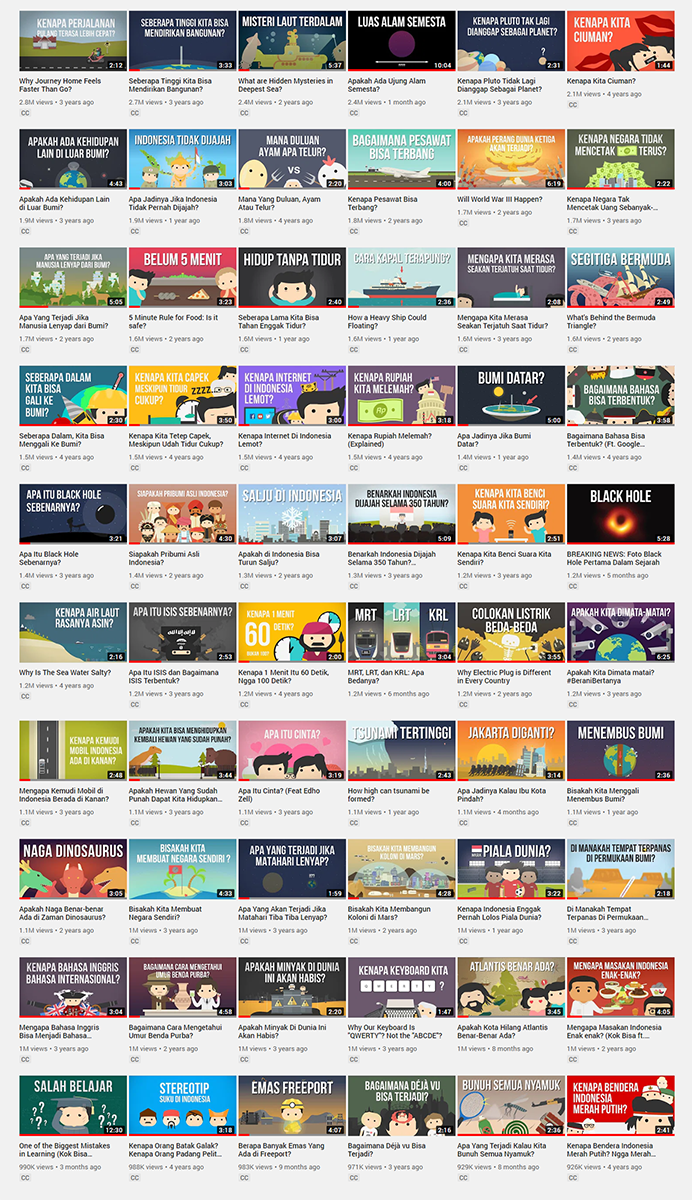 KENAPA PERJALANAN
PULANG TERASA LEBIH CEPAT?
2:12
Why Journey Home Feels
Faster Than Go?
2.8M views • 3 years ago
CC
SEBERAPA TINGGI KITA BISA
MENDIRIKAN BANGUNAN?
3:33
Seberapa Tinggi Kita Bisa
Mendirikan Bangunan?
2.7M views • 3 years ago
CC
MISTERI LAUT TERDALAM
5:37
What are Hidden Mysteries in
Deepest Sea?
2.4M views • 2 years ago
CC
LUAS ALAM SEMESTA
10:04
Apakah Ada Ujung Alam
Semesta?
2.4M views • 1 month ago
CC
KENAPA PLUTO TAK LAGI
DIANGGAP SEBAGAI PLANET?
2:31
Kenapa Pluto Tidak Lagi
Dianggap Sebagai Planet?
2.1M views • 3 years ago
CC
KENAPA KITA
CIUMAN?
1:44
Kenapa Kita Ciuman?
2.1M views • 4 years ago
CC
APAKAH ADA KEHIDUPAN
LAIN DI LUAR BUMI?
4:43
Apakah Ada Kehidupan Lain
di Luar Bumi?
1.9M views • 3 years ago
CC
INDONESIA TIDAK DIJAJAH
3:03
Apa Jadinya Jika Indonesia
Tidak Pernah Dijajah?
1.9M views • 1 year ago
CC
MANA DULUAN
AYAM APA TELUR?
VS
2:20
Mana Yang Duluan, Ayam
Atau Telur?
1.8M views • 4 years ago
CC
BAGAIMANA PESAWAT
BISA TERBANG
4:00
Kenapa Pesawat Bisa
Terbang?
1.8M views • 2 years ago
CC
APAKAH PERANG DUNIA KETIGA
AKAN TERJADI?
6:19
Will World War III Happen?
1.7M views • 2 years ago
CC
KENAPA NEGARA TIDAK
MENCETAK TERUS?
2:22
Kenapa Negara Tak
Mencetak Uang Sebanyak-...
1.7M views • 3 years ago
CC
APA YANG TERJADI JIKA
MANUSIA LENYAP DARI BUMI?
5:05
Apa Yang Terjadi Jika
Manusia Lenyap dari Bumi?
1.7M views • 2 years ago
CC
BELUM 5 MENIT
3:23
5 Minute Rule for Food: Is it
safe?
1.6M views • 2 years ago
CC
HIDUP TANPA TIDUR
2:40
Seberapa Lama Kita Bisa
Tahan Enggak Tidur?
1.6M views • 1 year ago
CC
CARA KAPAL TERAPUNG?
2:36
How a Heavy Ship Could
Floating?
1.6M views • 1 year ago
CC
MENGAPA KITA MERASA
SEAKAN TERJATUH SAAT TIDUR?
2:08
Mengapa Kita Merasa
Seakan Terjatuh Saat Tidur?
1.6M views • 3 years ago
CC
SEGITIGA BERMUDA
2:49
What's Behind the Bermuda
Triangle?
1.6M views • 2 years ago
CC
SEBERAPA DALAM
KITA BISA
GALI KE
BUMI?
2:30
Seberapa Dalam, Kita Bisa
Menggali Ke Bumi?
1.5M views • 4 years ago
CC
KENAPA KITA CAPEK
MESKIPUN TIDUR
CUKUP?
ZZZZ...
3:50
Kenapa Kita Tetep Capek,
Meskipun Udah Tidur Cukup?
1.5M views • 4 years ago
CC
KENAPA INTERNET
DI INDONESIA
LEMOT?
3:00
Kenapa Internet Di Indonesia
Lemot?
1.5M views • 4 years ago
CC
KENAPA RUPIAH
KITA MELEMAH?
Rp
3:18
Kenapa Rupiah Melemah?
(Explained)
1.5M views • 4 years ago
CC
BUMI DATAR?
5:00
Apa Jadinya Jika Bumi
Datar?
1.4M views • 1 year ago
CC
BAGAIMANA BAHASA
BISA TERBENTUK?
3:58
Bagaimana Bahasa Bisa
Terbentuk? (Ft. Google...
1.4M views • 4 years ago
CC
APA ITU BLACK HOLE
SEBENARNYA?
3:21
Apa Itu Black Hole
Sebenarnya?
1.4M views • 3 years ago
CC
SIAPAKAH PRIBUMI ASLI INDONESIA?
4:30
Siapakah Pribumi Asli
Indonesia?
1.4M views • 2 years ago
CC
SALJU DI INDONESIA
3:07
Apakah di Indonesia Bisa
Turun Salju?
1.3M views • 2 years ago
CC
BENARKAH INDONESIA
DIJAJAH SELAMA 350 TAHUN?
5:09
Benarkah Indonesia Dijajah
Selama 350 Tahun?...
1.3M views • 3 years ago
CC
KENAPA KITA BENCI
SUARA KITA SENDIRI?
2:51
Kenapa Kita Benci Suara Kita
Sendiri?
1.2M views • 3 years ago
CC
BLACK HOLE
5:28
BREAKING NEWS: Foto Black
Hole Pertama Dalam Sejarah
1.2M views • 5 months ago
CC
KENAPA AIR LAUT
RASANYA ASIN?
2:16
Why Is The Sea Water Salty?
1.2M views • 4 years ago
CC
APA ITU ISIS SEBENARNYA?
2:53
Apa Itu ISIS dan Bagaimana
ISIS Terbentuk?
1.2M views • 3 years ago
CC
KENAPA 1 MENIT
60
DETIK,
BUKAN 100?
2:00
Kenapa 1 Menit Itu 60 Detik,
Ngga 100 Detik?
1.2M views • 4 years ago
CC
MRT
LRT
KRL
3:04
MRT, LRT, dan KRL: Apa
Bedanya?
1.2M views • 6 months ago
CC
COLOKAN LISTRIK
BEDA-BEDA
3:55
Why Electric Plug is Different
in Every Country
1.2M views • 2 years ago
CC
APAKAH KITA DIMATA-MATAI?
6:25
Apakah Kita Dimata matai?
#BeraniBertanya
1.1M views • 3 years ago
CC
KENAPA KEMUDI
MOBIL INDONESIA
ADA DI KANAN?
2:48
Mengapa Kemudi Mobil di
Indonesia Berada di Kanan?
1.1M views • 3 years ago
CC
APAKAH KITA BISA MENGHIDUPKAN
KEMBALI HEWAN YANG SUDAH PUNAH?
3:44
Apakah Hewan Yang Sudah
Punah Dapat Kita Hidupkan...
1.1M views • 3 years ago
CC
APA ITU CINTA?
3:19
Apa Itu Cinta? (Feat Edho
Zell)
1.1M views • 3 years ago
CC
TSUNAMI TERTINGGI
2:43
How high can tsunami be
formed?
1.1M views • 1 year ago
CC
JAKARTA DIGANTI?
3:14
Apa Jadinya Kalau Ibu Kota
Pindah?
1.1M views • 4 months ago
CC
MENEMBUS BUMI
2:36
Bisakah Kita Menggali
Menembus Bumi?
1.1M views • 1 year ago
CC
NAGA DINOSAURUS
3:05
Apakah Naga Benar-benar
Ada di Zaman Dinosaurus?
1.1M views • 2 years ago
CC
BISAKAH KITA
MEMBUAT NEGARA SENDIRI ?
4:33
Bisakah Kita Membuat
Negara Sendiri?
1M views • 3 years ago
CC
APA YANG TERJADI JIKA
MATAHARI LENYAP?
1:59
Apa Yang Akan Terjadi Jika
Matahari Tiba Tiba Lenyap?
1.1M views • 3 years ago
CC
BISAKAH KITA MEMBANGUN
KOLONI DI MARS?
4:28
Bisakah Kita Membangun
Koloni di Mars?
1M views • 2 years ago
CC
PIALA DUNIA?
3:22
Kenapa Indonesia Enggak
Pernah Lolos Piala Dunia?
1M views • 1 year ago
CC
DI MANAKAH TEMPAT TERPANAS
DI PERMUKAAN BUMI?
2:18
Di Manakah Tempat
Terpanas Di Permukaan...
1M views • 3 years ago
CC
KENAPA BAHASA INGGRIS
BAHASA INTERNASIONAL?
3:04
Mengapa Bahasa Inggris
Bisa Menjadi Bahasa...
1M views • 3 years ago
CC
BAGAIMANA CARA MENGETAHUI
UMUR BENDA PURBA?
4:58
Bagaimana Cara Mengetahui
Umur Benda Purba?
1M views • 2 years ago
CC
APAKAH MINYAK DI DUNIA
INI AKAN HABIS?
2:20
Apakah Minyak Di Dunia Ini
Akan Habis?
1M views • 3 years ago
CC
KENAPA KEYBOARD KITA
Q W E R T Y ?
1:47
Why Our Keyboard Is
"QWERTY"? Not the "ABCDE"?
1M views • 3 years ago
CC
ATLANTIS BENAR ADA?
3:45
Apakah Kota Hilang Atlantis
Benar-Benar Ada?
1M views • 8 months ago
CC
MENGAPA MASAKAN INDONESIA
ENAK-ENAK?
4:05
Mengapa Masakan Indonesia
Enak enak? (Kok Bisa ft....
1M views • 3 years ago
CC
SALAH BELAJAR
12:30
One of the Biggest Mistakes
in Learning (Kok Bisa...
990K views • 3 months ago
CC
STEREOTIP
SUKU DI INDONESIA
3:18
Kenapa Orang Batak Galak?
Kenapa Orang Padang Pelit...
988K views • 4 years ago
CC
EMAS FREEPORT
4:07
Berapa Banyak Emas Yang
Ada di Freeport?
983K views • 9 months ago
CC
BAGAIMANA DÉJÀ VU
BISA TERJADI?
2:16
Bagaimana Déjà vu Bisa
Terjadi?
971K views • 3 years ago
CC
BUNUH SEMUA NYAMUK
2:36
Apa Yang Terjadi Kalau Kita
Bunuh Semua Nyamuk?
929K views • 8 months ago
CC
KENAPA BENDERA
INDONESIA
MERAH PUTIH?
2:41
Kenapa Bendera Indonesia
Merah Putih? Ngga Merah...
926K views • 4 years ago
CC